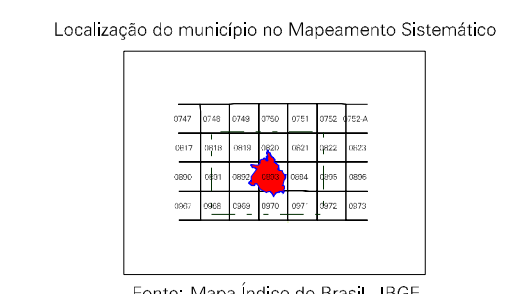 Localização do município no Mapeamento Sistemático
0747 0748 0749 0750 0751 0752 0752-A
0817 0818 0819 0820 0821 0822 0823
0890 0891 0892 0893 0894 0895 0896
0967 0968 0969 0970 0971 0972 0973
Fonte: Mapa Índice do Brasil - IBGE